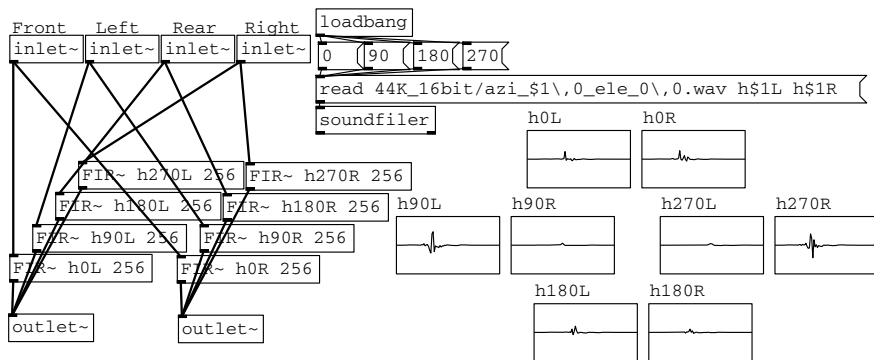 Front Left Rear Right
inlet~ inlet~ inlet~ inlet~
loadbang
0 90 180 270
read 44K_16bit/azi_$1\,0_ele_0\,0.wav h$1L h$1R
soundfiler
h0L h0R
FIR~ h270L 256 FIR~ h270R 256
FIR~ h180L 256 FIR~ h180R 256
FIR~ h90L 256 FIR~ h90R 256
FIR~ h0L 256 FIR~ h0R 256
outlet~ outlet~
h90L h90R h270L h270R
h180L h180R